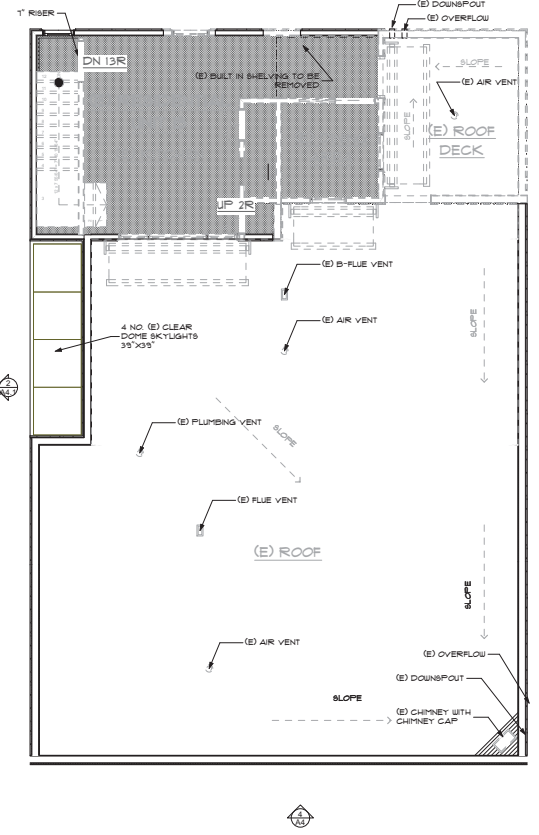 (E) DOWNSPOUT
7" RISER
(E) OVERFLOW
DN 13R
SLOPE
(E) BUILT IN SHELVING TO BE
REMOVED
(E) AIR VENT
SLOPE
(E) ROOF
DECK
UP 2R
(E) B-FLUE VENT
(E) AIR VENT
SLOPE
4 NO. (E) CLEAR
DOME SKYLIGHTS
39"X39"
2
A4.1
(E) PLUMBING VENT
SLOPE
(E) FLUE VENT
(E) ROOF
SLOPE
(E) AIR VENT
(E) OVERFLOW
(E) DOWNSPOUT
SLOPE
(E) CHIMNEY WITH
CHIMNEY CAP
4
A4